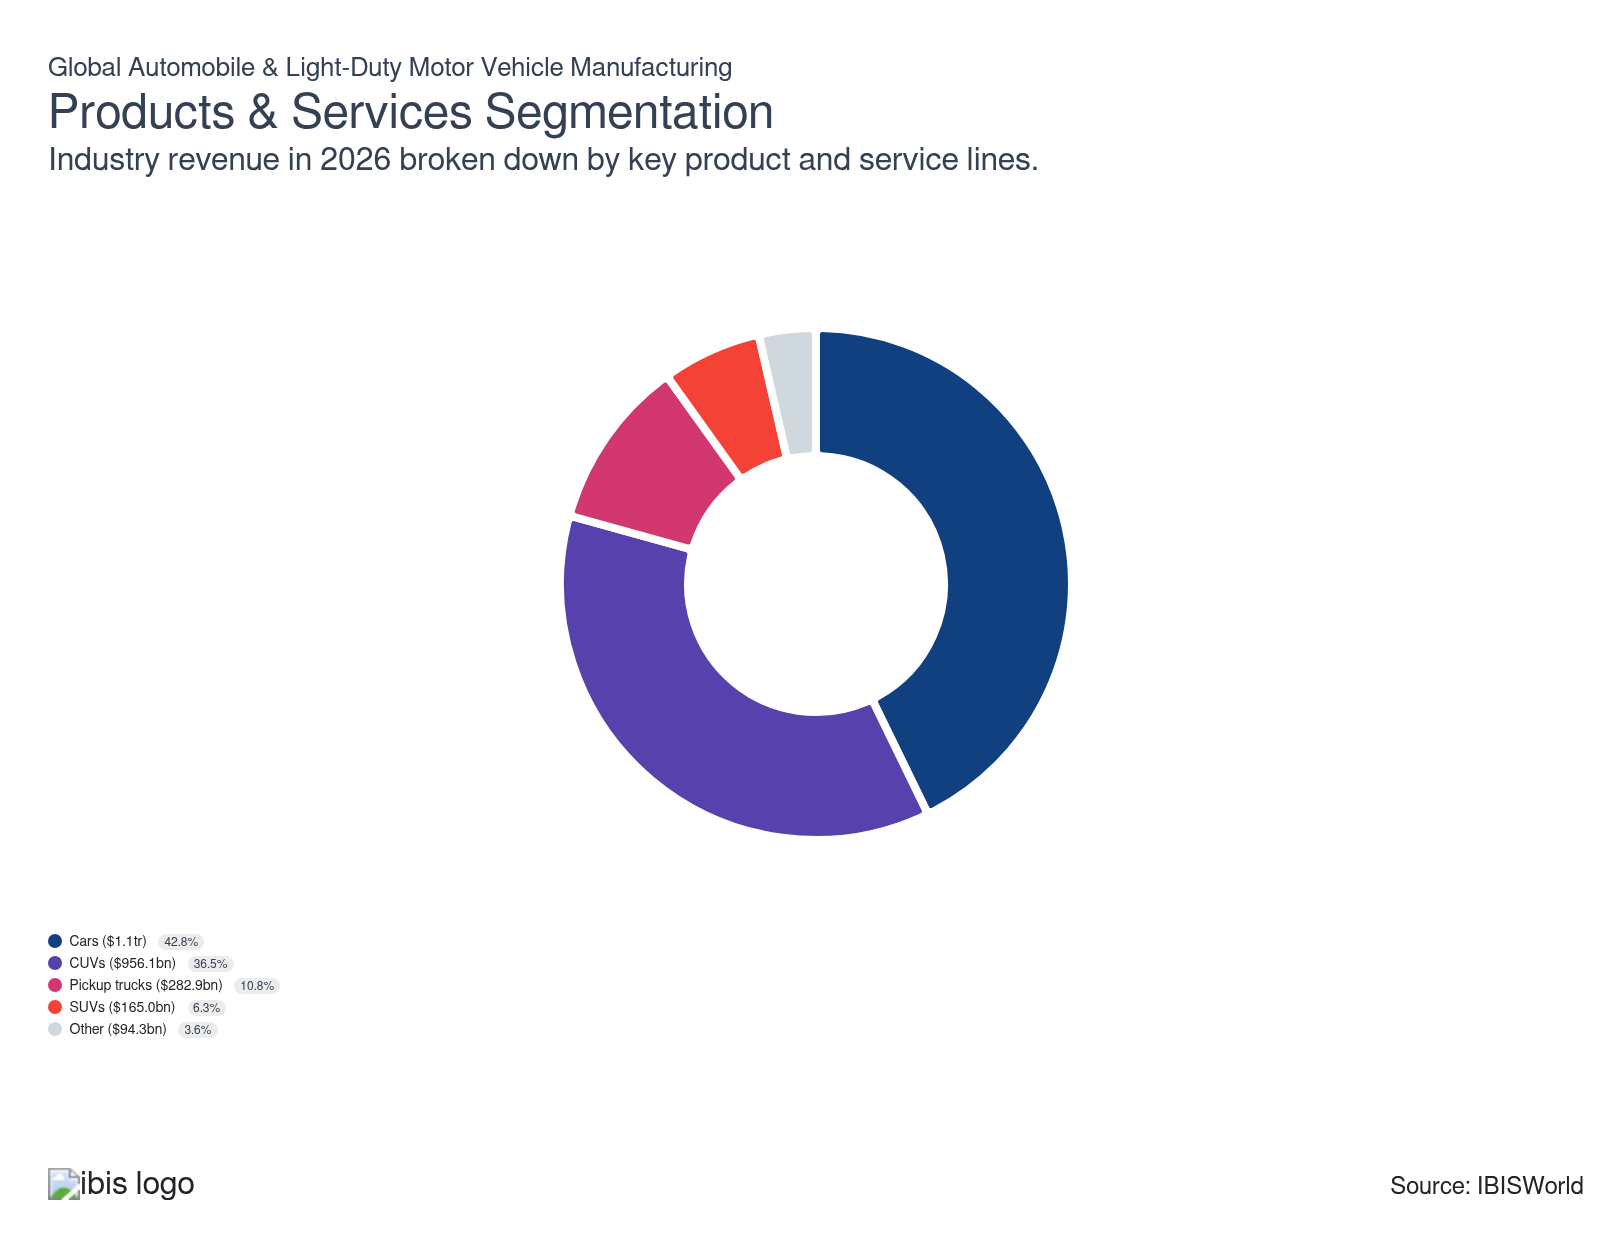 Global Automobile & Light-Duty Motor Vehicle Manufacturing
Products & Services Segmentation
Industry revenue in 2026 broken down by key product and service lines.
Cars ($1.1tr) 42.8%
CUVs ($956.1bn) 36.5%
Pickup trucks ($282.9bn) 10.8%
SUVs ($165.0bn) 6.3%
Other ($94.3bn) 3.6%
ibis logo
Source: IBISWorld